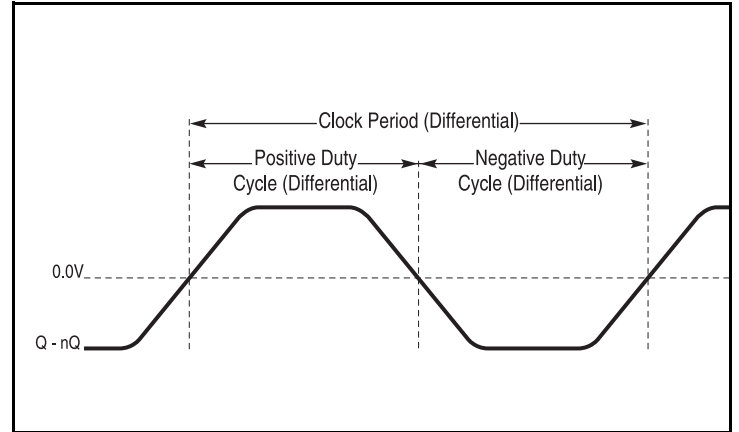 Clock Period (Differential)
Positive Duty
Cycle (Differential)
Negative Duty
Cycle (Differential)
0.0V
Q - nQ